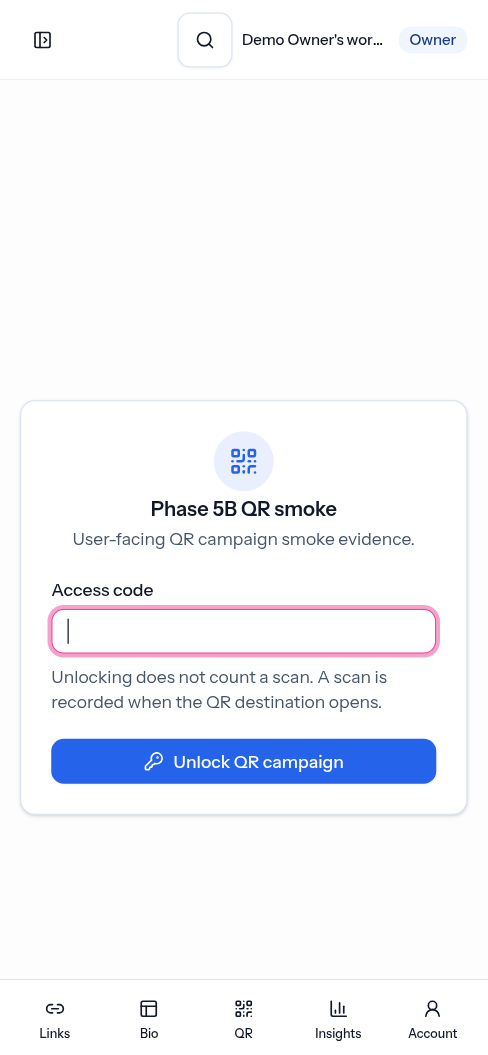 Demo Owner's wor...
Owner
Phase 5B QR smoke
User-facing QR campaign smoke evidence.
Access code
Unlocking does not count a scan. A scan is
recorded when the QR destination opens.
Unlock QR campaign
Links
Bio
QR
Insights
Account